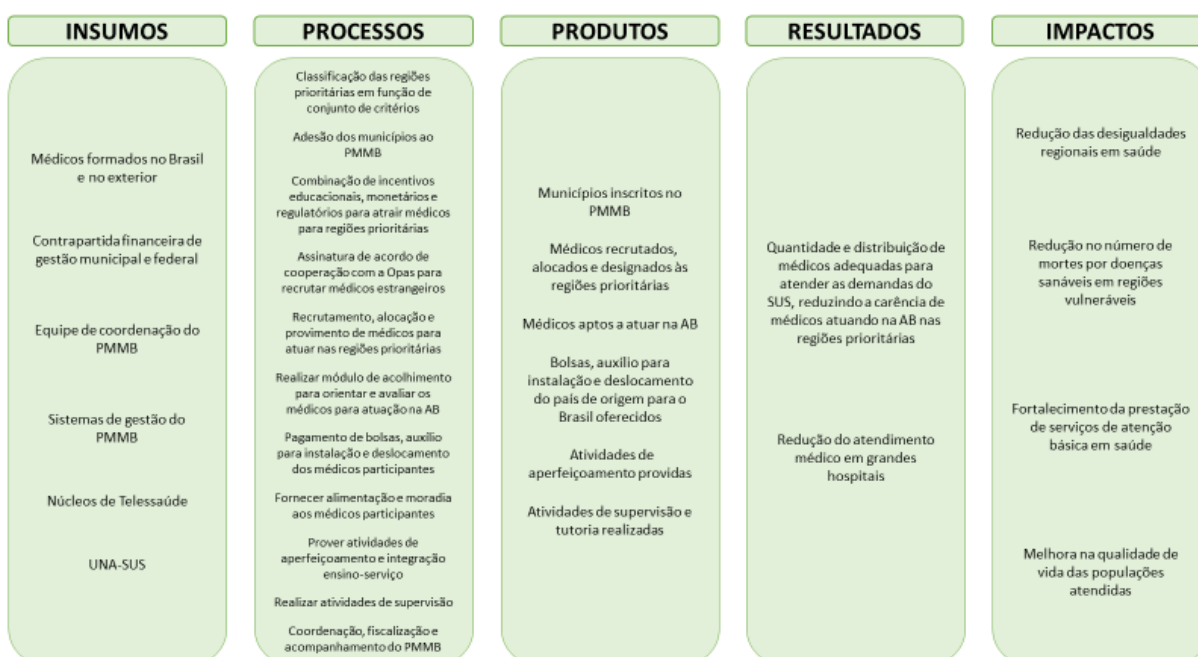 INSUMOS
Médicos formados no Brasil
e no exterior
Contrapartida financeira de
gestão municipal e federal
Equipe de coordenação do
PMMB
Sistemas de gestão do
PMMB
Núcleos de Telessaúde
UNA-SUS
PROCESSOS
Classificação das regiões
prioritárias em função de
conjunto de critérios
Adesão dos municípios ao
PMMB
Combinação de incentivos
educacionais, monetários e
regulatórios para atrair médicos
para regiões prioritárias
Assinatura de acordo de
cooperação com a Opas para
recrutar médicos estrangeiros
Recrutamento, alocação e
provimento de médicos para
atuar nas regiões prioritárias
Realizar módulo de acolhimento
para orientar e avaliar os
médicos para atuação na AB
Pagamento de bolsas, auxílio
para instalação e deslocamento
dos médicos participantes
Fornecer alimentação e moradia
aos médicos participantes
Prover atividades de
aperfeiçoamento e integração
ensino-serviço
Realizar atividades de supervisão
Coordenação, fiscalização e
acompanhamento do PMMB
PRODUTOS
Municípios inscritos no
PMMB
Médicos recrutados,
alocados e designados às
regiões prioritárias
Médicos aptos a atuar na AB
Bolsas, auxílio para
instalação e deslocamento
do país de origem para o
Brasil oferecidos
Atividades de
aperfeiçoamento providas
Atividades de supervisão e
tutoria realizadas
RESULTADOS
Quantidade e distribuição de
médicos adequadas para
atender as demandas do
SUS, reduzindo a carência de
médicos atuando na AB nas
regiões prioritárias
Redução do atendimento
médico em grandes
hospitais
IMPACTOS
Redução das desigualdades
regionais em saúde
Redução no número de
mortes por doenças
sanáveis em regiões
vulneráveis
Fortalecimento da prestação
de serviços de atenção
básica em saúde
Melhora na qualidade de
vida das populações
atendidas